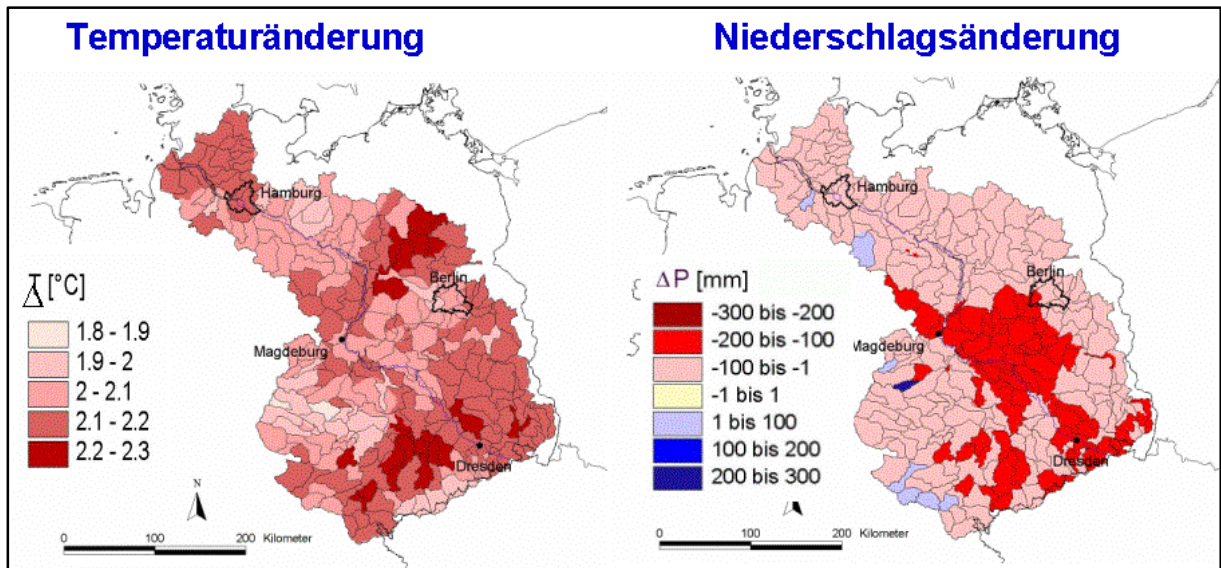 Temperaturänderung
Hamburg
Berlin
Magdeburg
Dresden
ΔT [°C]
1.8 - 1.9
1.9 - 2
2 - 2.1
2.1 - 2.2
2.2 - 2.3
N
0 100 200 Kilometer
Niederschlagsänderung
Hamburg
Berlin
Magdeburg
Dresden
ΔP [mm]
-300 bis -200
-200 bis -100
-100 bis -1
-1 bis 1
1 bis 100
100 bis 200
200 bis 300
0 100 200 Kilometer